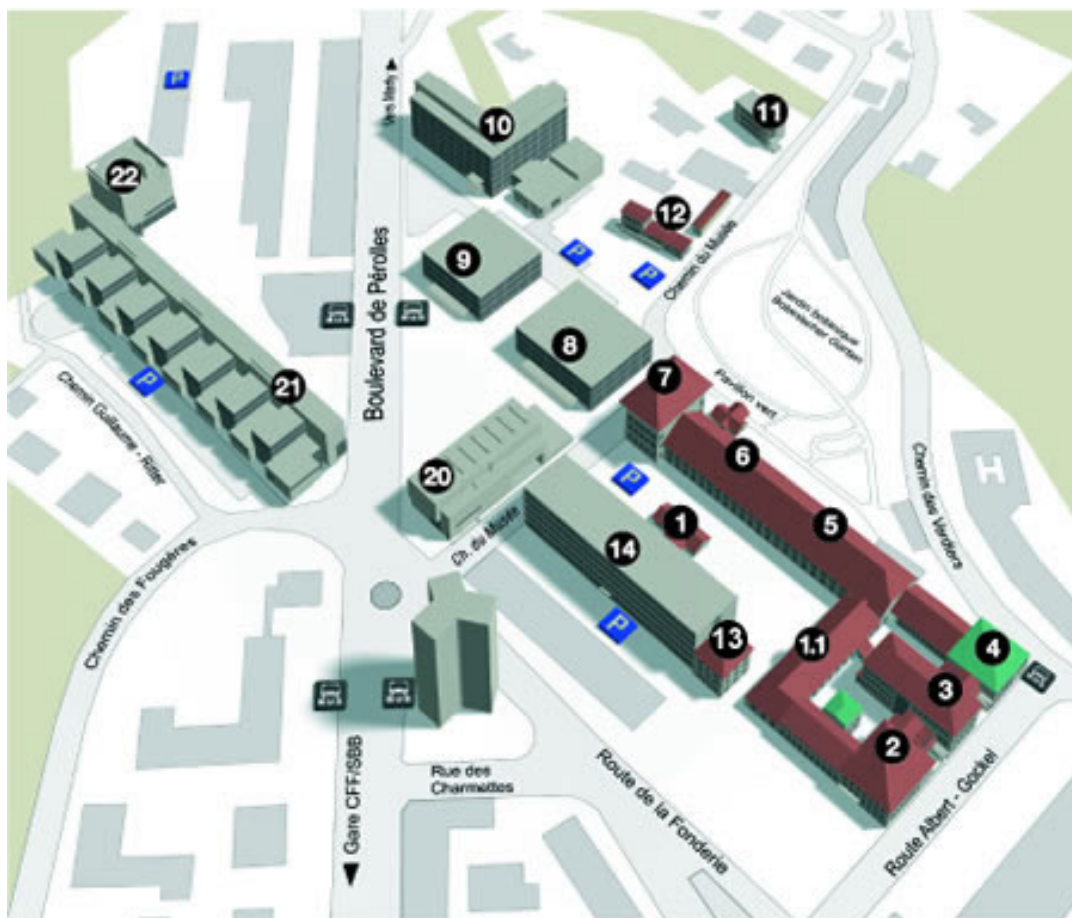 Vers Marly
10
11
22
12
Chemin du Musée
9
Boulevard de Pérolles
Jardin botanique
Botanischer Garten
8
7
Pavillon vert
21
Chemin Guillaume - Ritter
6
H
20
Chemin des Verdiers
5
Ch. du Musée
1
14
Chemin des Fougères
13
1.1
4
3
2
Gare CFF/SBB
Rue des
Charmettes
Route de la Fonderie
Route Albert - Gockel
P
P
P
P
P
P